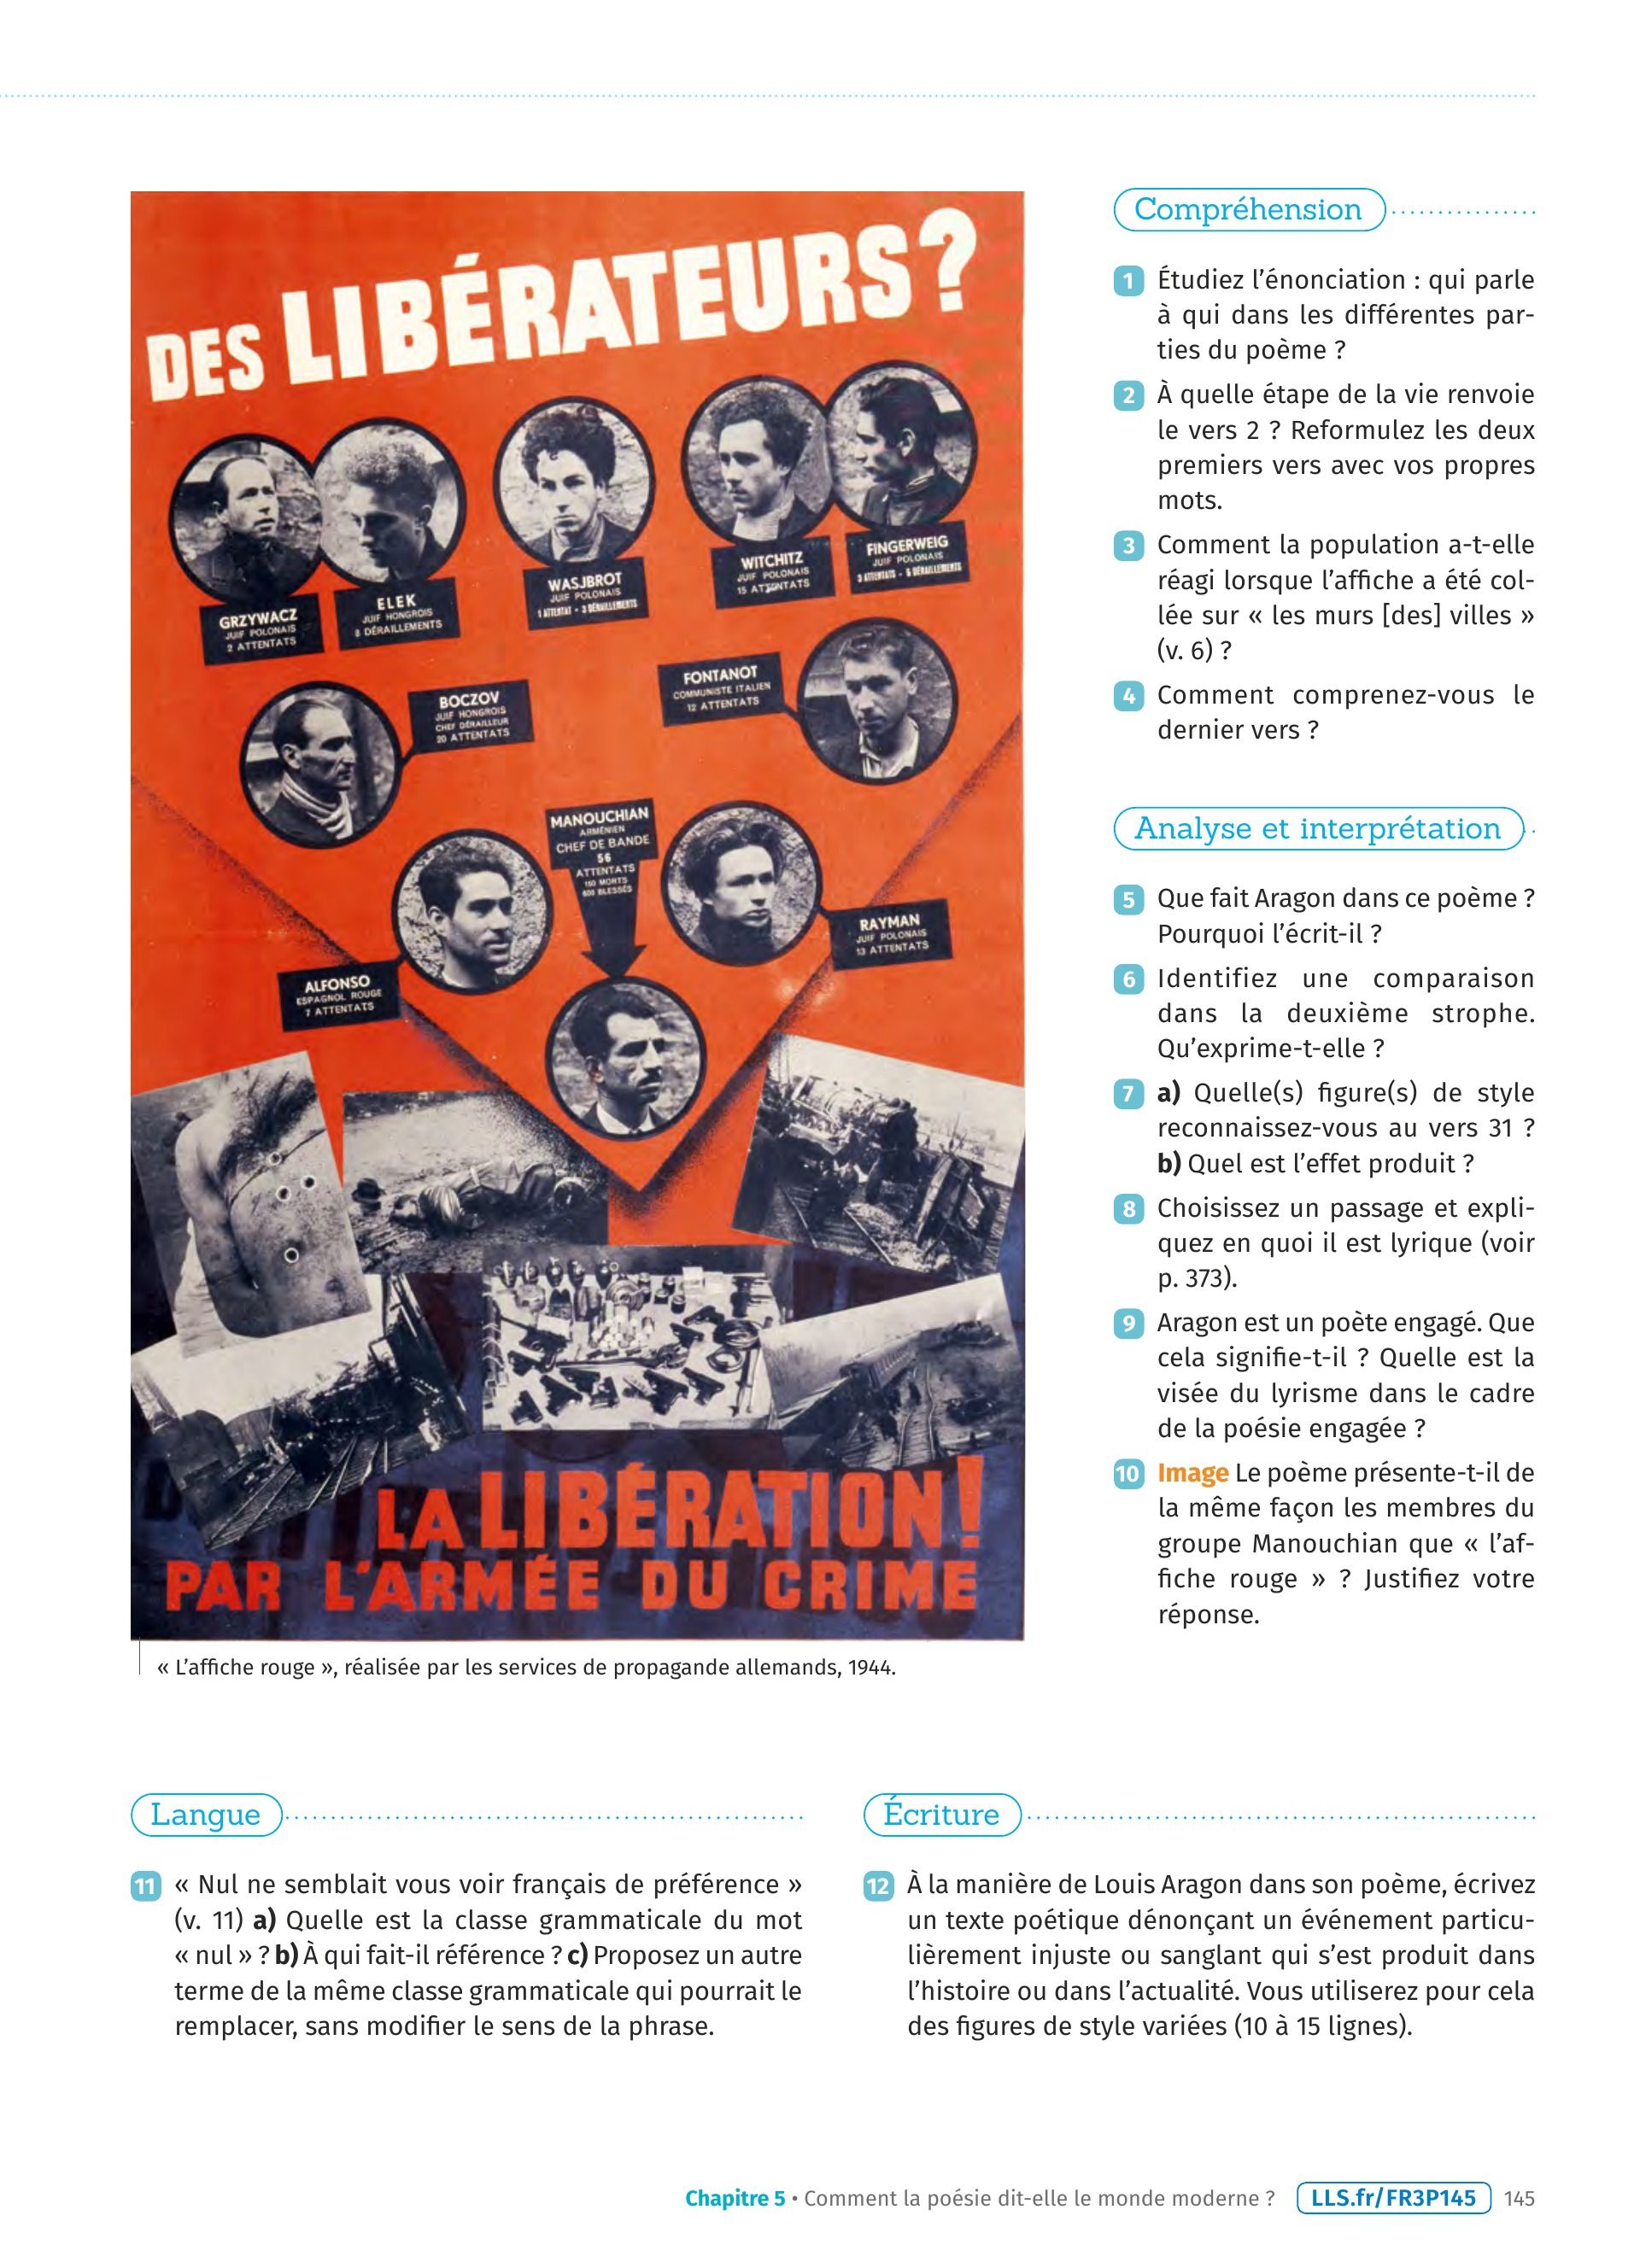 DES LIBÉRATEURS?
GRZYWACZ
JUIF POLONAIS
2 ATTENTATS
ELEK
JUIF HONGROIS
8 DÉRAILLEMENTS
WASJBROT
JUIF POLONAIS
1 ATTENTAT - 3 DÉRAILLEMENTS
WITCHITZ
JUIF POLONAIS
15 ATTENTATS
FINGERWEIG
JUIF POLONAIS
3 ATTENTATS - 5 DÉRAILLEMENTS
BOCZOV
JUIF HONGROIS
CHEF DÉRAILLEUR
20 ATTENTATS
FONTANOT
COMMUNISTE ITALIEN
12 ATTENTATS
MANOUCHIAN
ARMÉNIEN
CHEF DE BANDE
56
ATTENTATS
150 MORTS
600 BLESSÉS
RAYMAN
JUIF POLONAIS
13 ATTENTATS
ALFONSO
ESPAGNOL ROUGE
7 ATTENTATS
LA LIBÉRATION!
PAR L'ARMÉE DU CRIME
« L’affiche rouge », réalisée par les services de propagande allemands, 1944.
Compréhension
1 Étudiez l’énonciation : qui parle
à qui dans les différentes par-
ties du poème ?
2 À quelle étape de la vie renvoie
le vers 2 ? Reformulez les deux
premiers vers avec vos propres
mots.
3 Comment la population a-t-elle
réagi lorsque l’affiche a été col-
lée sur « les murs [des] villes »
(v. 6) ?
4 Comment comprenez-vous le
dernier vers ?
Analyse et interprétation
5 Que fait Aragon dans ce poème ?
Pourquoi l’écrit-il ?
6 Identifiez une comparaison
dans la deuxième strophe.
Qu’exprime-t-elle ?
7 a) Quelle(s) figure(s) de style
reconnaissez-vous au vers 31 ?
b) Quel est l’effet produit ?
8 Choisissez un passage et expli-
quez en quoi il est lyrique (voir
p. 373).
9 Aragon est un poète engagé. Que
cela signifie-t-il ? Quelle est la
visée du lyrisme dans le cadre
de la poésie engagée ?
10 Image Le poème présente-t-il de
la même façon les membres du
groupe Manouchian que « l’af-
fiche rouge » ? Justifiez votre
réponse.
Langue
11 « Nul ne semblait vous voir français de préférence »
(v. 11) a) Quelle est la classe grammaticale du mot
« nul » ? b) À qui fait-il référence ? c) Proposez un autre
terme de la même classe grammaticale qui pourrait le
remplacer, sans modifier le sens de la phrase.
Écriture
12 À la manière de Louis Aragon dans son poème, écrivez
un texte poétique dénonçant un événement particu-
lièrement injuste ou sanglant qui s’est produit dans
l’histoire ou dans l’actualité. Vous utiliserez pour cela
des figures de style variées (10 à 15 lignes).
Chapitre 5 • Comment la poésie dit-elle le monde moderne ? LLS.fr/FR3P145 145